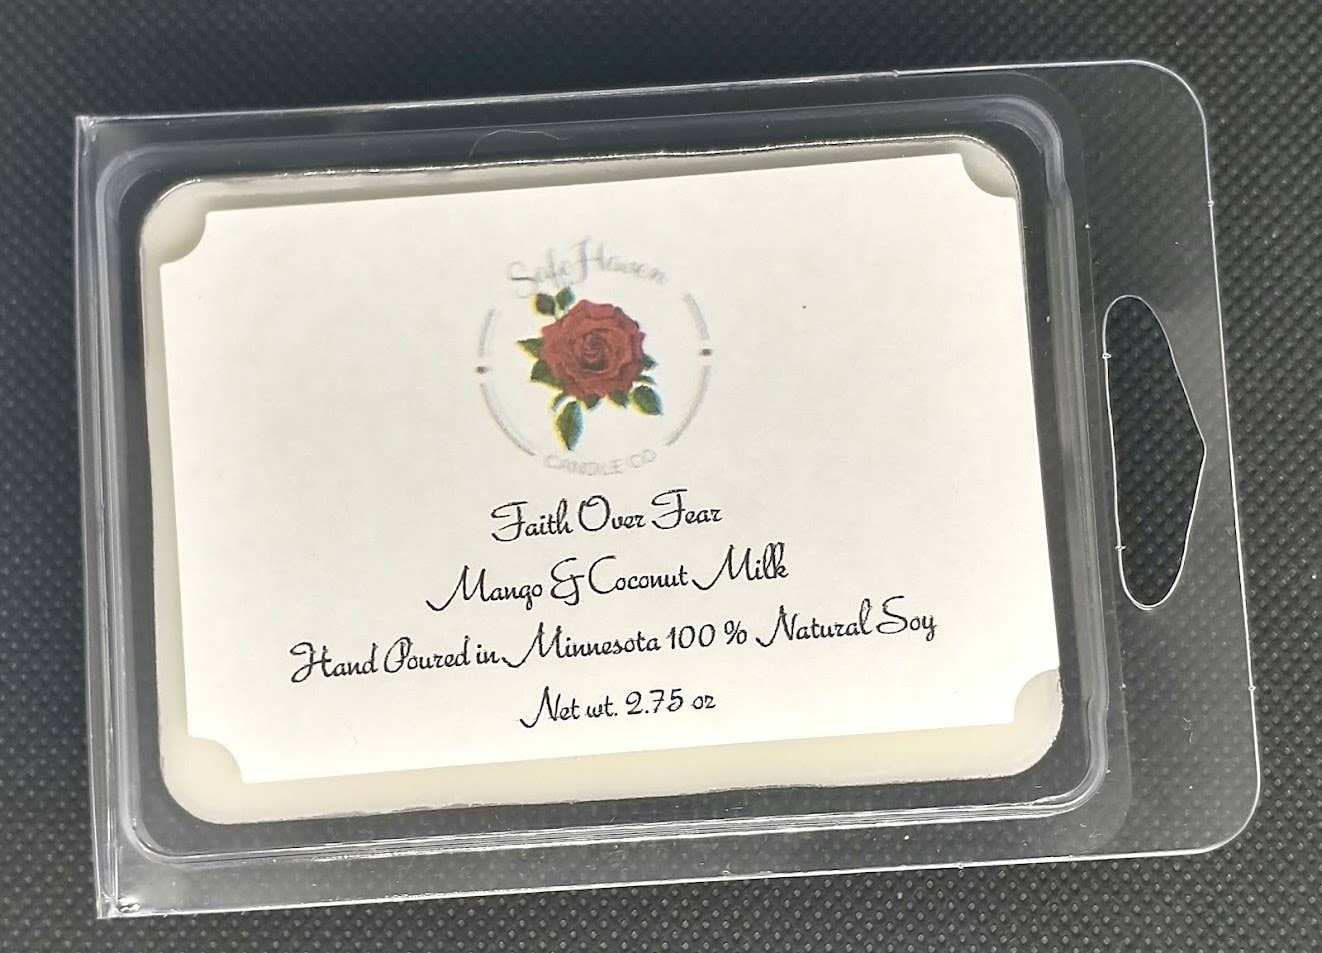 Safe Haven
CANDLE CO
Faith Over Fear
Mango & Coconut Milk
Hand Poured in Minnesota 100 % Natural Soy
Net wt. 2.75 oz